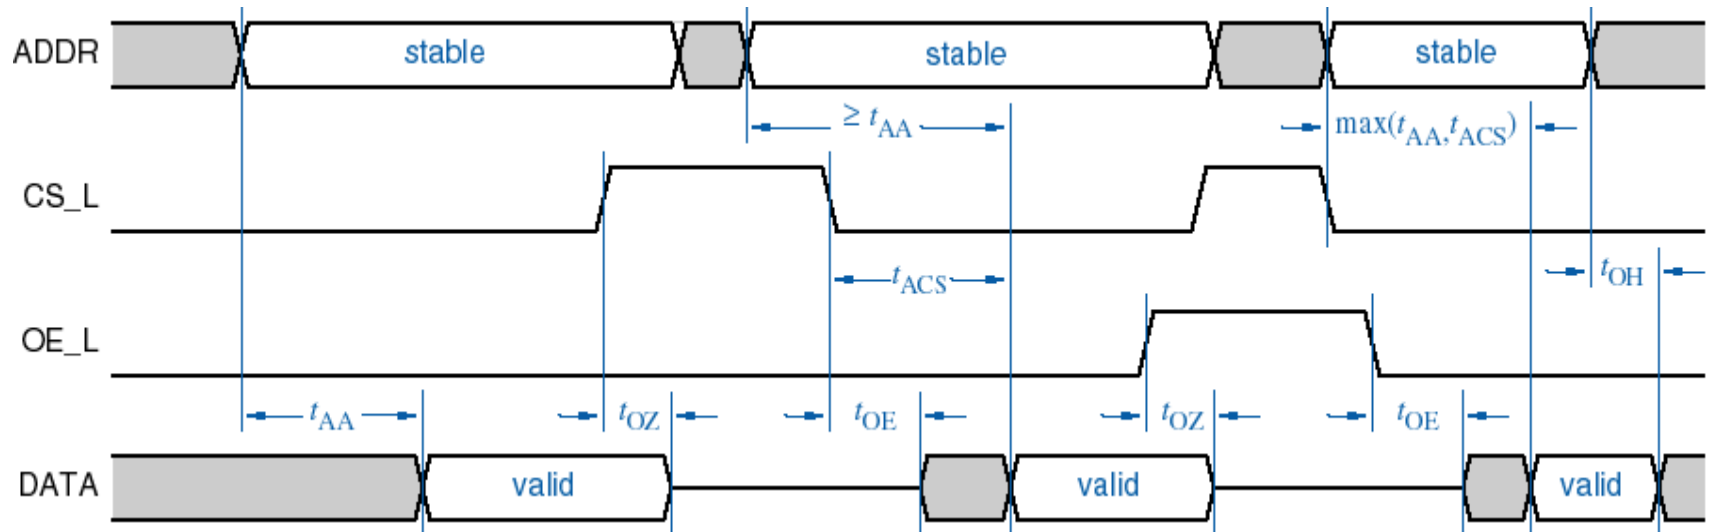 ADDR stable stable stable
≥ tAA max(tAA,tACS)
CS_L
tACS tOH
OE_L
tAA tOZ tOE tOZ tOE
DATA valid valid valid